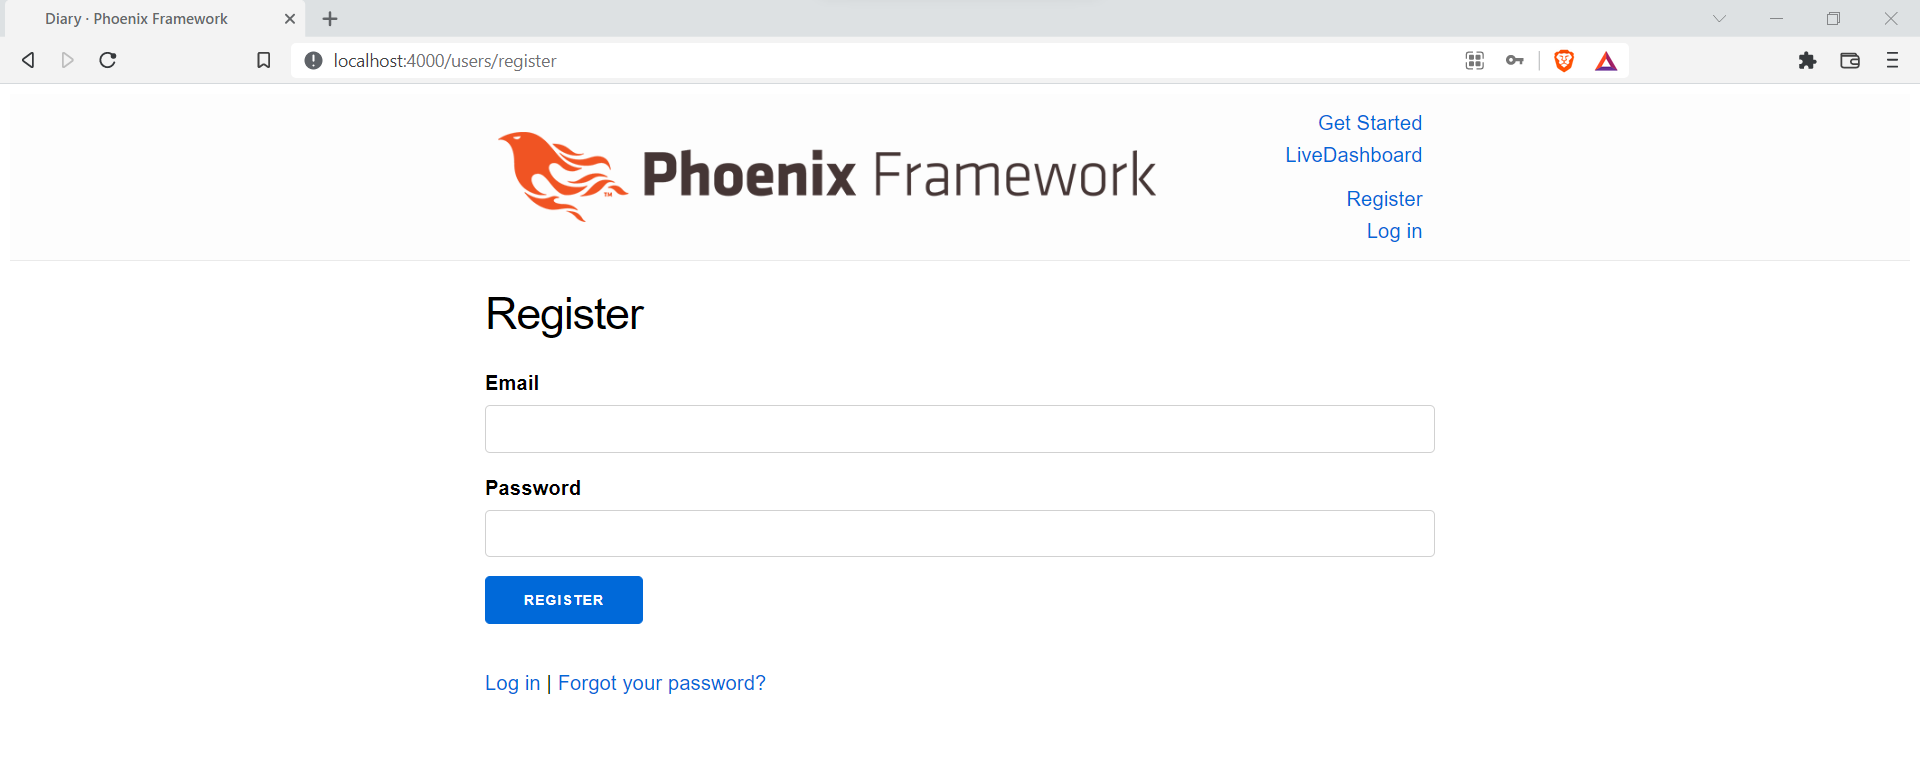 Diary · Phoenix Framework
localhost:4000/users/register
Phoenix Framework
TM
Get Started
LiveDashboard
Register
Log in
Register
Email
Password
REGISTER
Log in | Forgot your password?